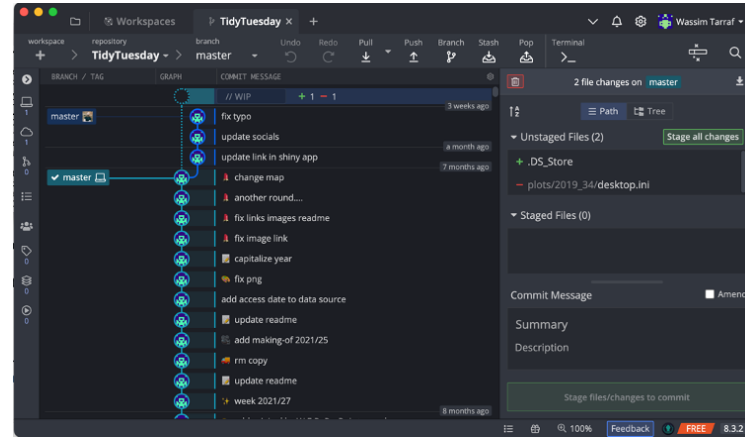 Workspaces
TidyTuesday ×
+
Wassim Tarraf
workspace
repository
TidyTuesday
branch
master
Undo
Redo
Pull
Push
Branch
Stash
Pop
Terminal
BRANCH / TAG
GRAPH
COMMIT MESSAGE
2 file changes on master
// WIP + 1 − 1
3 weeks ago
master
fix typo
Path
Tree
update socials
a month ago
Unstaged Files (2)
Stage all changes
update link in shiny app
7 months ago
+ .DS_Store
master
change map
− plots/2019_34/desktop.ini
another round....
fix links images readme
Staged Files (0)
fix image link
capitalize year
fix png
add access date to data source
Commit Message
Amend
update readme
Summary
add making-of 2021/25
Description
rm copy
update readme
week 2021/27
Stage files/changes to commit
8 months ago
100%
Feedback
FREE
8.3.2